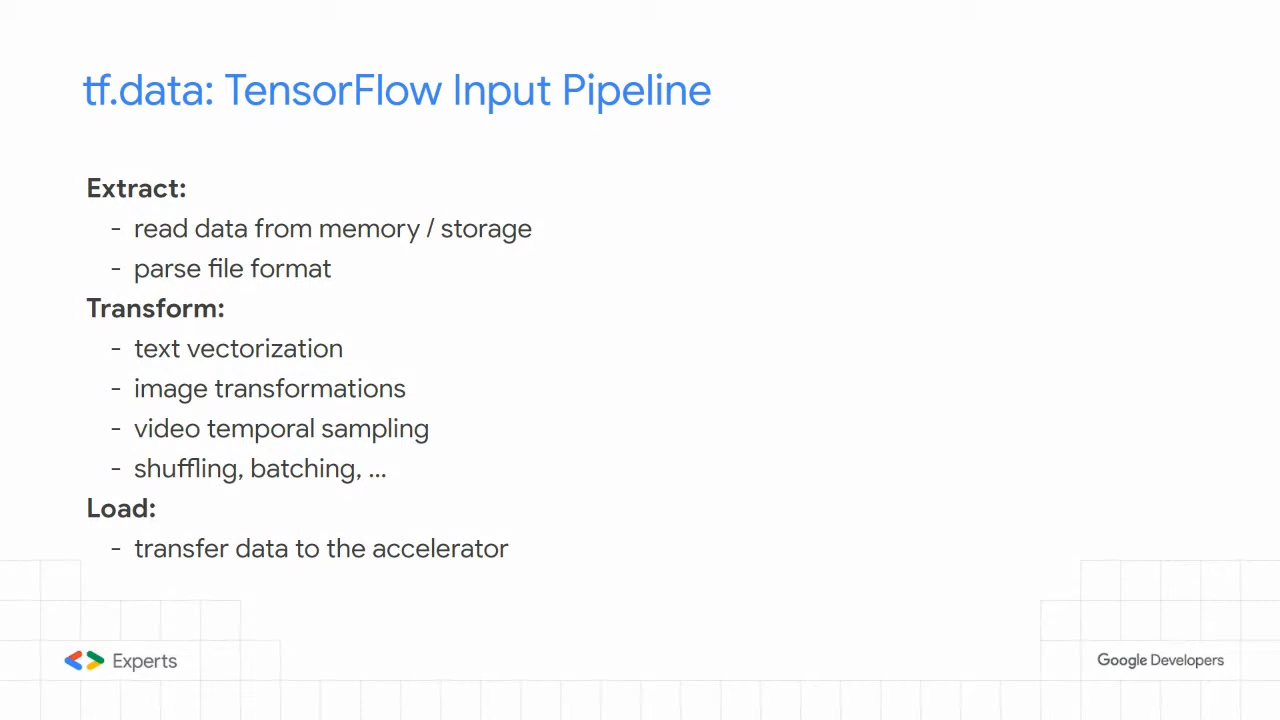 tf.data: TensorFlow Input Pipeline
Extract:
- read data from memory / storage
- parse file format
Transform:
- text vectorization
- image transformations
- video temporal sampling
- shuffling, batching, ...
Load:
- transfer data to the accelerator
Experts
Google Developers